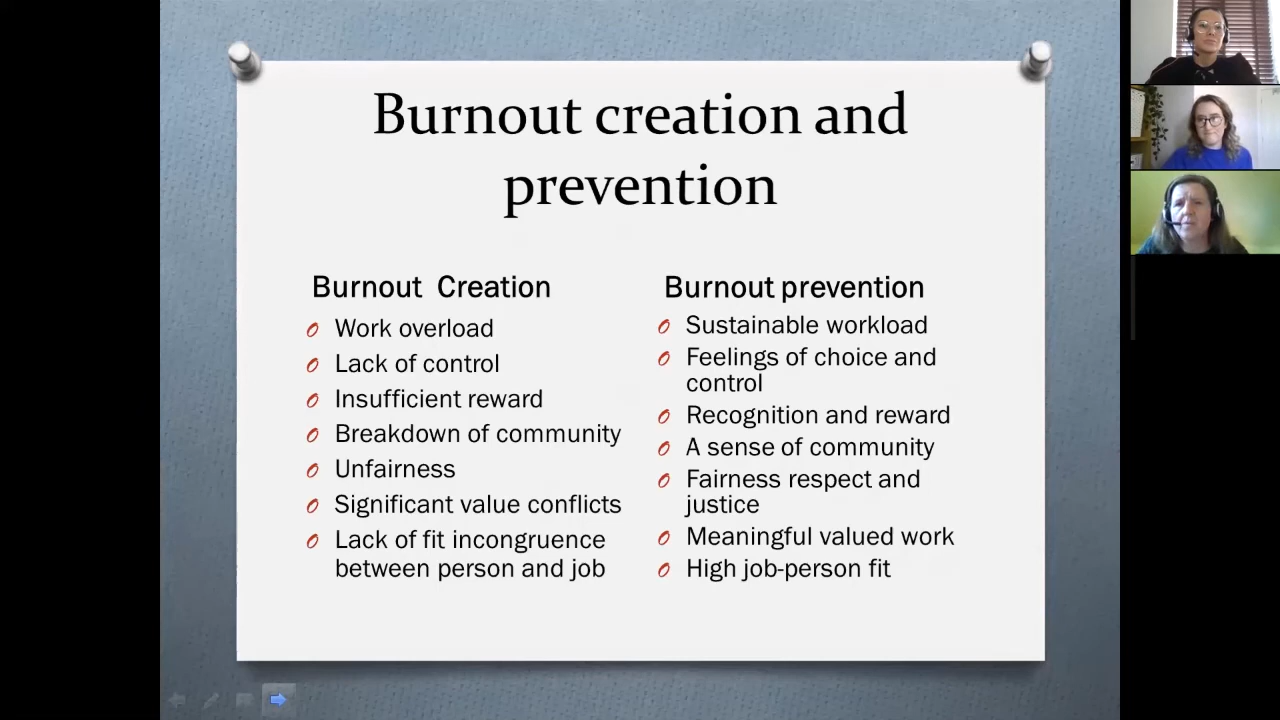 Burnout creation and
prevention
Burnout  Creation
Work overload
Lack of control
Insufficient reward
Breakdown of community
Unfairness
Significant value conflicts
Lack of fit incongruence
between person and job
Burnout prevention
Sustainable workload
Feelings of choice and
control
Recognition and reward
A sense of community
Fairness respect and
justice
Meaningful valued work
High job-person fit